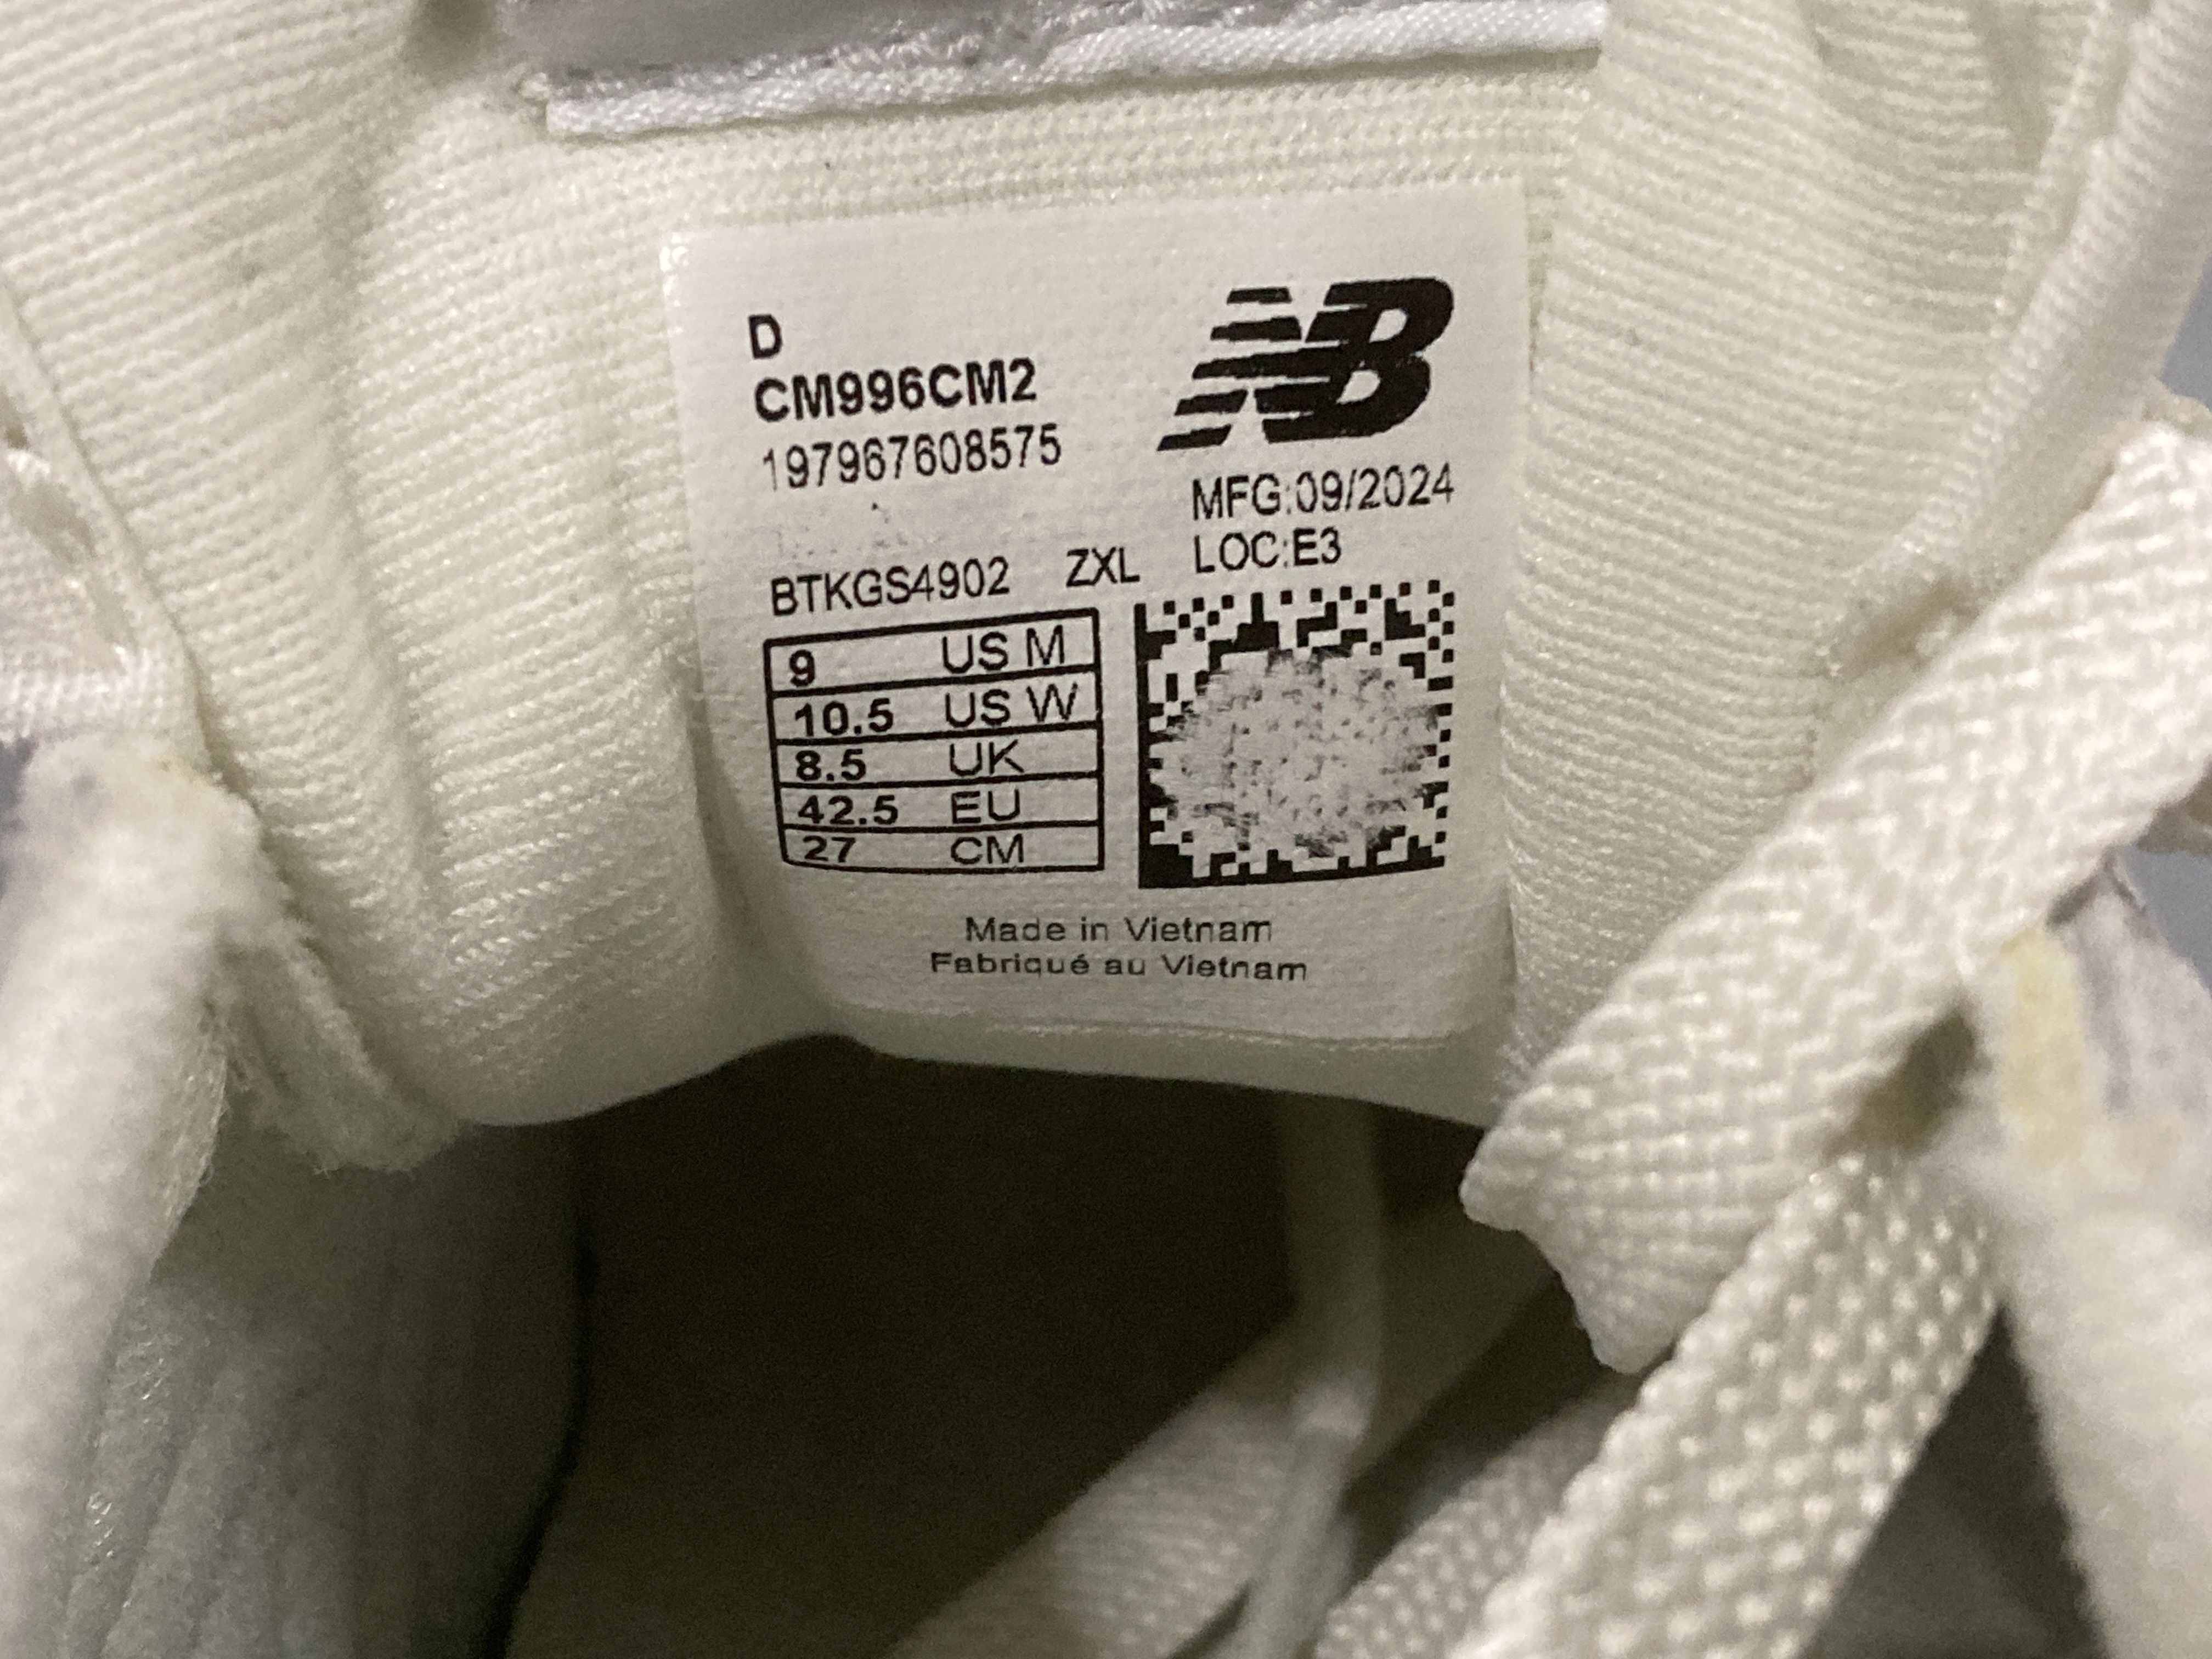 D
CM996CM2
197967608575
NB
MFG:09/2024
BTKGS4902 ZXL LOC:E3
9 US M
10.5 US W
8.5 UK
42.5 EU
27 CM
Made in Vietnam
Fabriqué au Vietnam